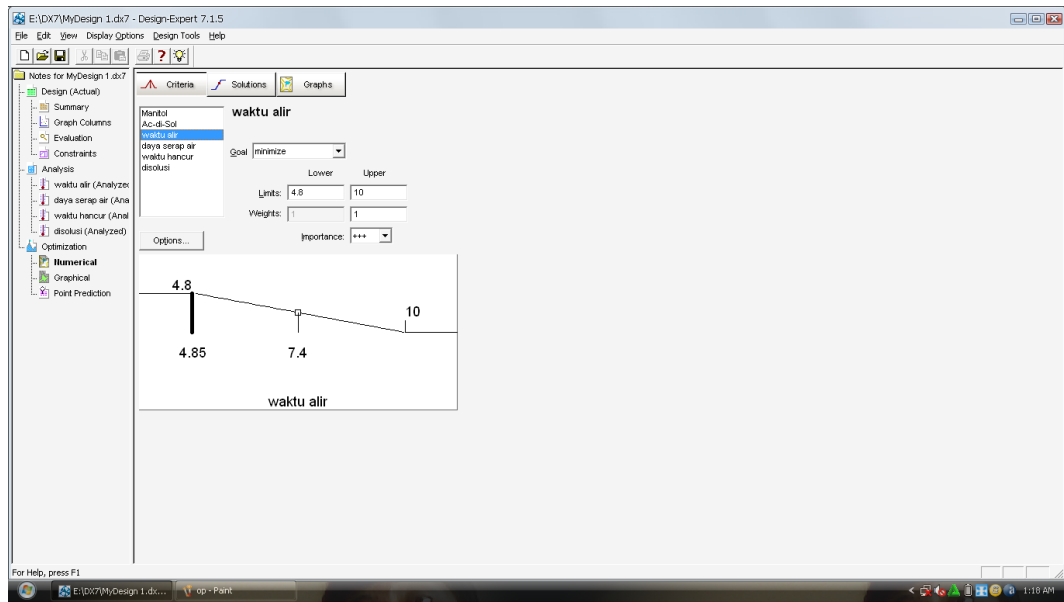 E:\DX7\MyDesign 1.dx7 - Design-Expert 7.1.5
File Edit View Display Options Design Tools Help
Notes for MyDesign 1.dx7
Design (Actual)
Summary
Graph Columns
Evaluation
Constraints
Analysis
waktu alir (Analyzed
daya serap air (Ana
waktu hancur (Anal
disolusi (Analyzed)
Optimization
Numerical
Graphical
Point Prediction
Criteria Solutions Graphs
Manitol
Ac-di-Sol
waktu alir
daya serap air
waktu hancur
disolusi
Options...
waktu alir
Goal minimize
Lower Upper
Limits: 4.8 10
Weights: 1 1
Importance: +++
4.8
10
4.85 7.4
waktu alir
For Help, press F1
E:\DX7\MyDesign 1.dx... op - Paint 1:18 AM